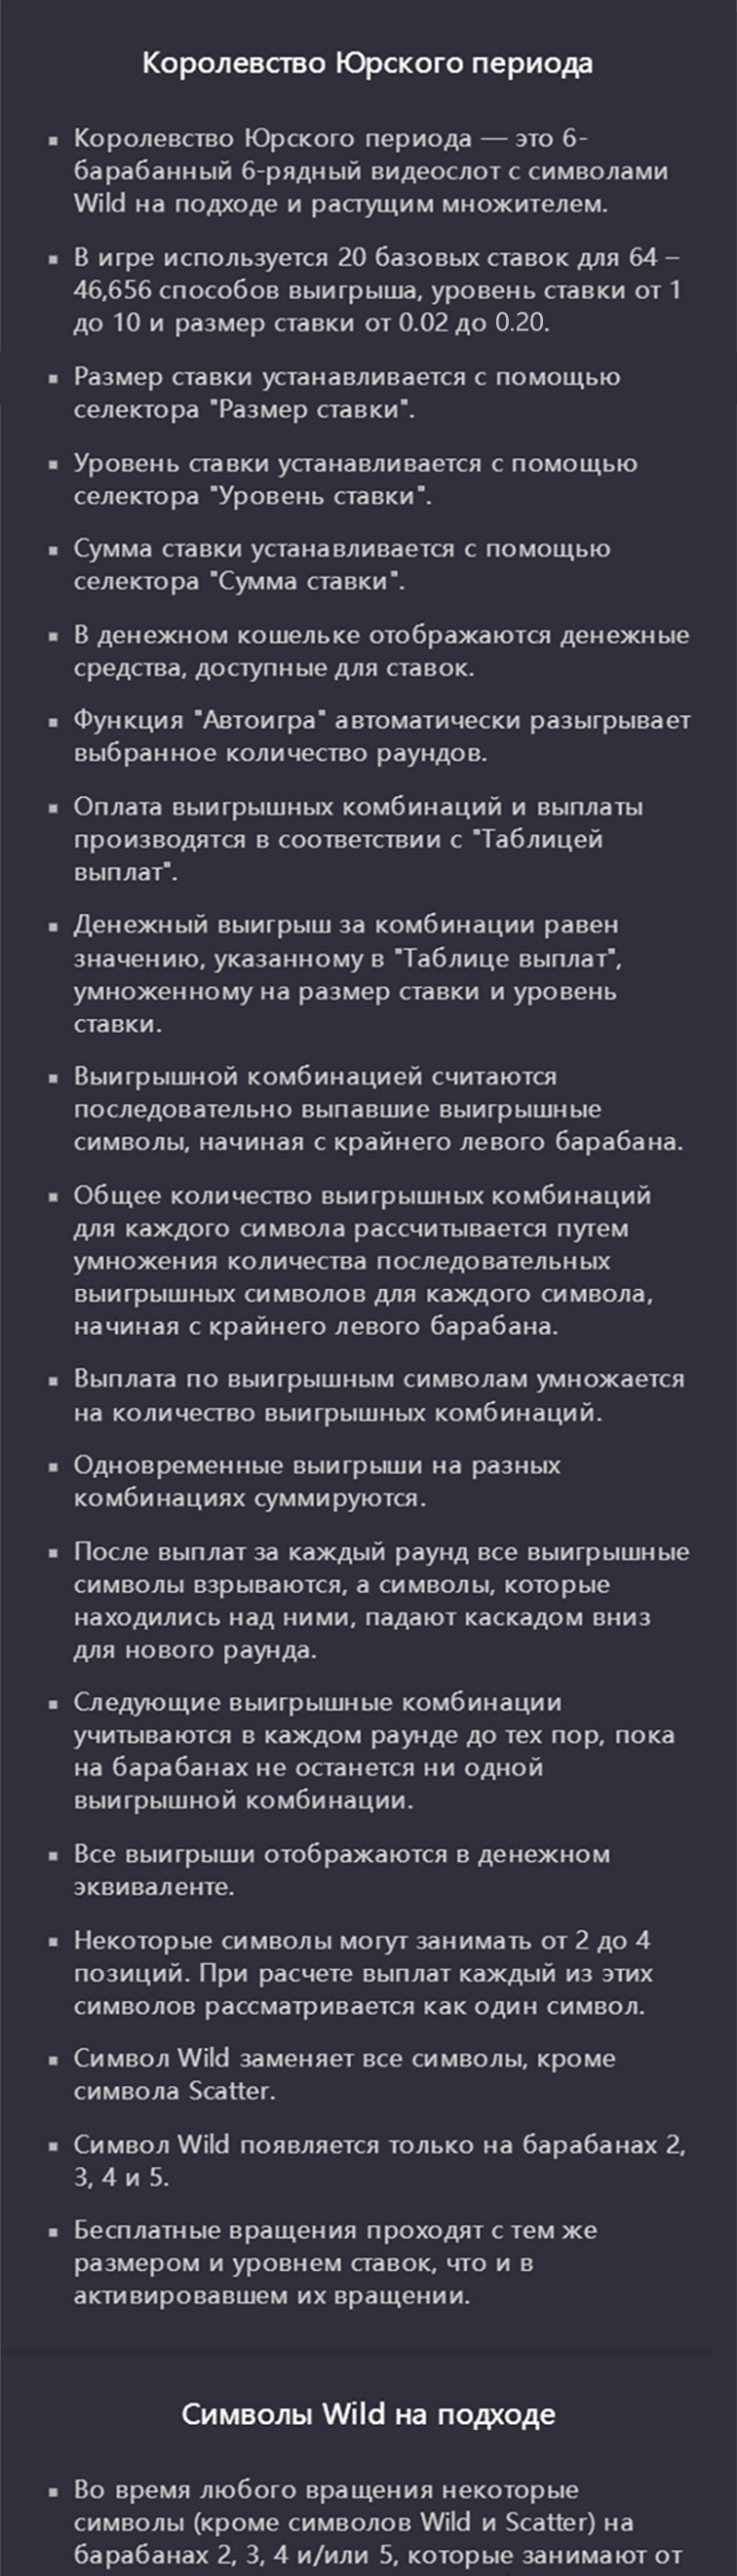 Королевство Юрского периода
▪ Королевство Юрского периода — это 6-
барабанный 6-рядный видеослот с символами
Wild на подходе и растущим множителем.
▪ В игре используется 20 базовых ставок для 64 –
46,656 способов выигрыша, уровень ставки от 1
до 10 и размер ставки от 0.02 до 0.20.
▪ Размер ставки устанавливается с помощью
селектора "Размер ставки".
▪ Уровень ставки устанавливается с помощью
селектора "Уровень ставки".
▪ Сумма ставки устанавливается с помощью
селектора "Сумма ставки".
▪ В денежном кошельке отображаются денежные
средства, доступные для ставок.
▪ Функция "Автоигра" автоматически разыгрывает
выбранное количество раундов.
▪ Оплата выигрышных комбинаций и выплаты
производятся в соответствии с "Таблицей
выплат".
▪ Денежный выигрыш за комбинации равен
значению, указанному в "Таблице выплат",
умноженному на размер ставки и уровень
ставки.
▪ Выигрышной комбинацией считаются
последовательно выпавшие выигрышные
символы, начиная с крайнего левого барабана.
▪ Общее количество выигрышных комбинаций
для каждого символа рассчитывается путем
умножения количества последовательных
выигрышных символов для каждого символа,
начиная с крайнего левого барабана.
▪ Выплата по выигрышным символам умножается
на количество выигрышных комбинаций.
▪ Одновременные выигрыши на разных
комбинациях суммируются.
▪ После выплат за каждый раунд все выигрышные
символы взрываются, а символы, которые
находились над ними, падают каскадом вниз
для нового раунда.
▪ Следующие выигрышные комбинации
учитываются в каждом раунде до тех пор, пока
на барабанах не останется ни одной
выигрышной комбинации.
▪ Все выигрыши отображаются в денежном
эквиваленте.
▪ Некоторые символы могут занимать от 2 до 4
позиций. При расчете выплат каждый из этих
символов рассматривается как один символ.
▪ Символ Wild заменяет все символы, кроме
символа Scatter.
▪ Символ Wild появляется только на барабанах 2,
3, 4 и 5.
▪ Бесплатные вращения проходят с тем же
размером и уровнем ставок, что и в
активировавшем их вращении.
Символы Wild на подходе
▪ Во время любого вращения некоторые
символы (кроме символов Wild и Scatter) на
барабанах 2, 3, 4 и/или 5, которые занимают от